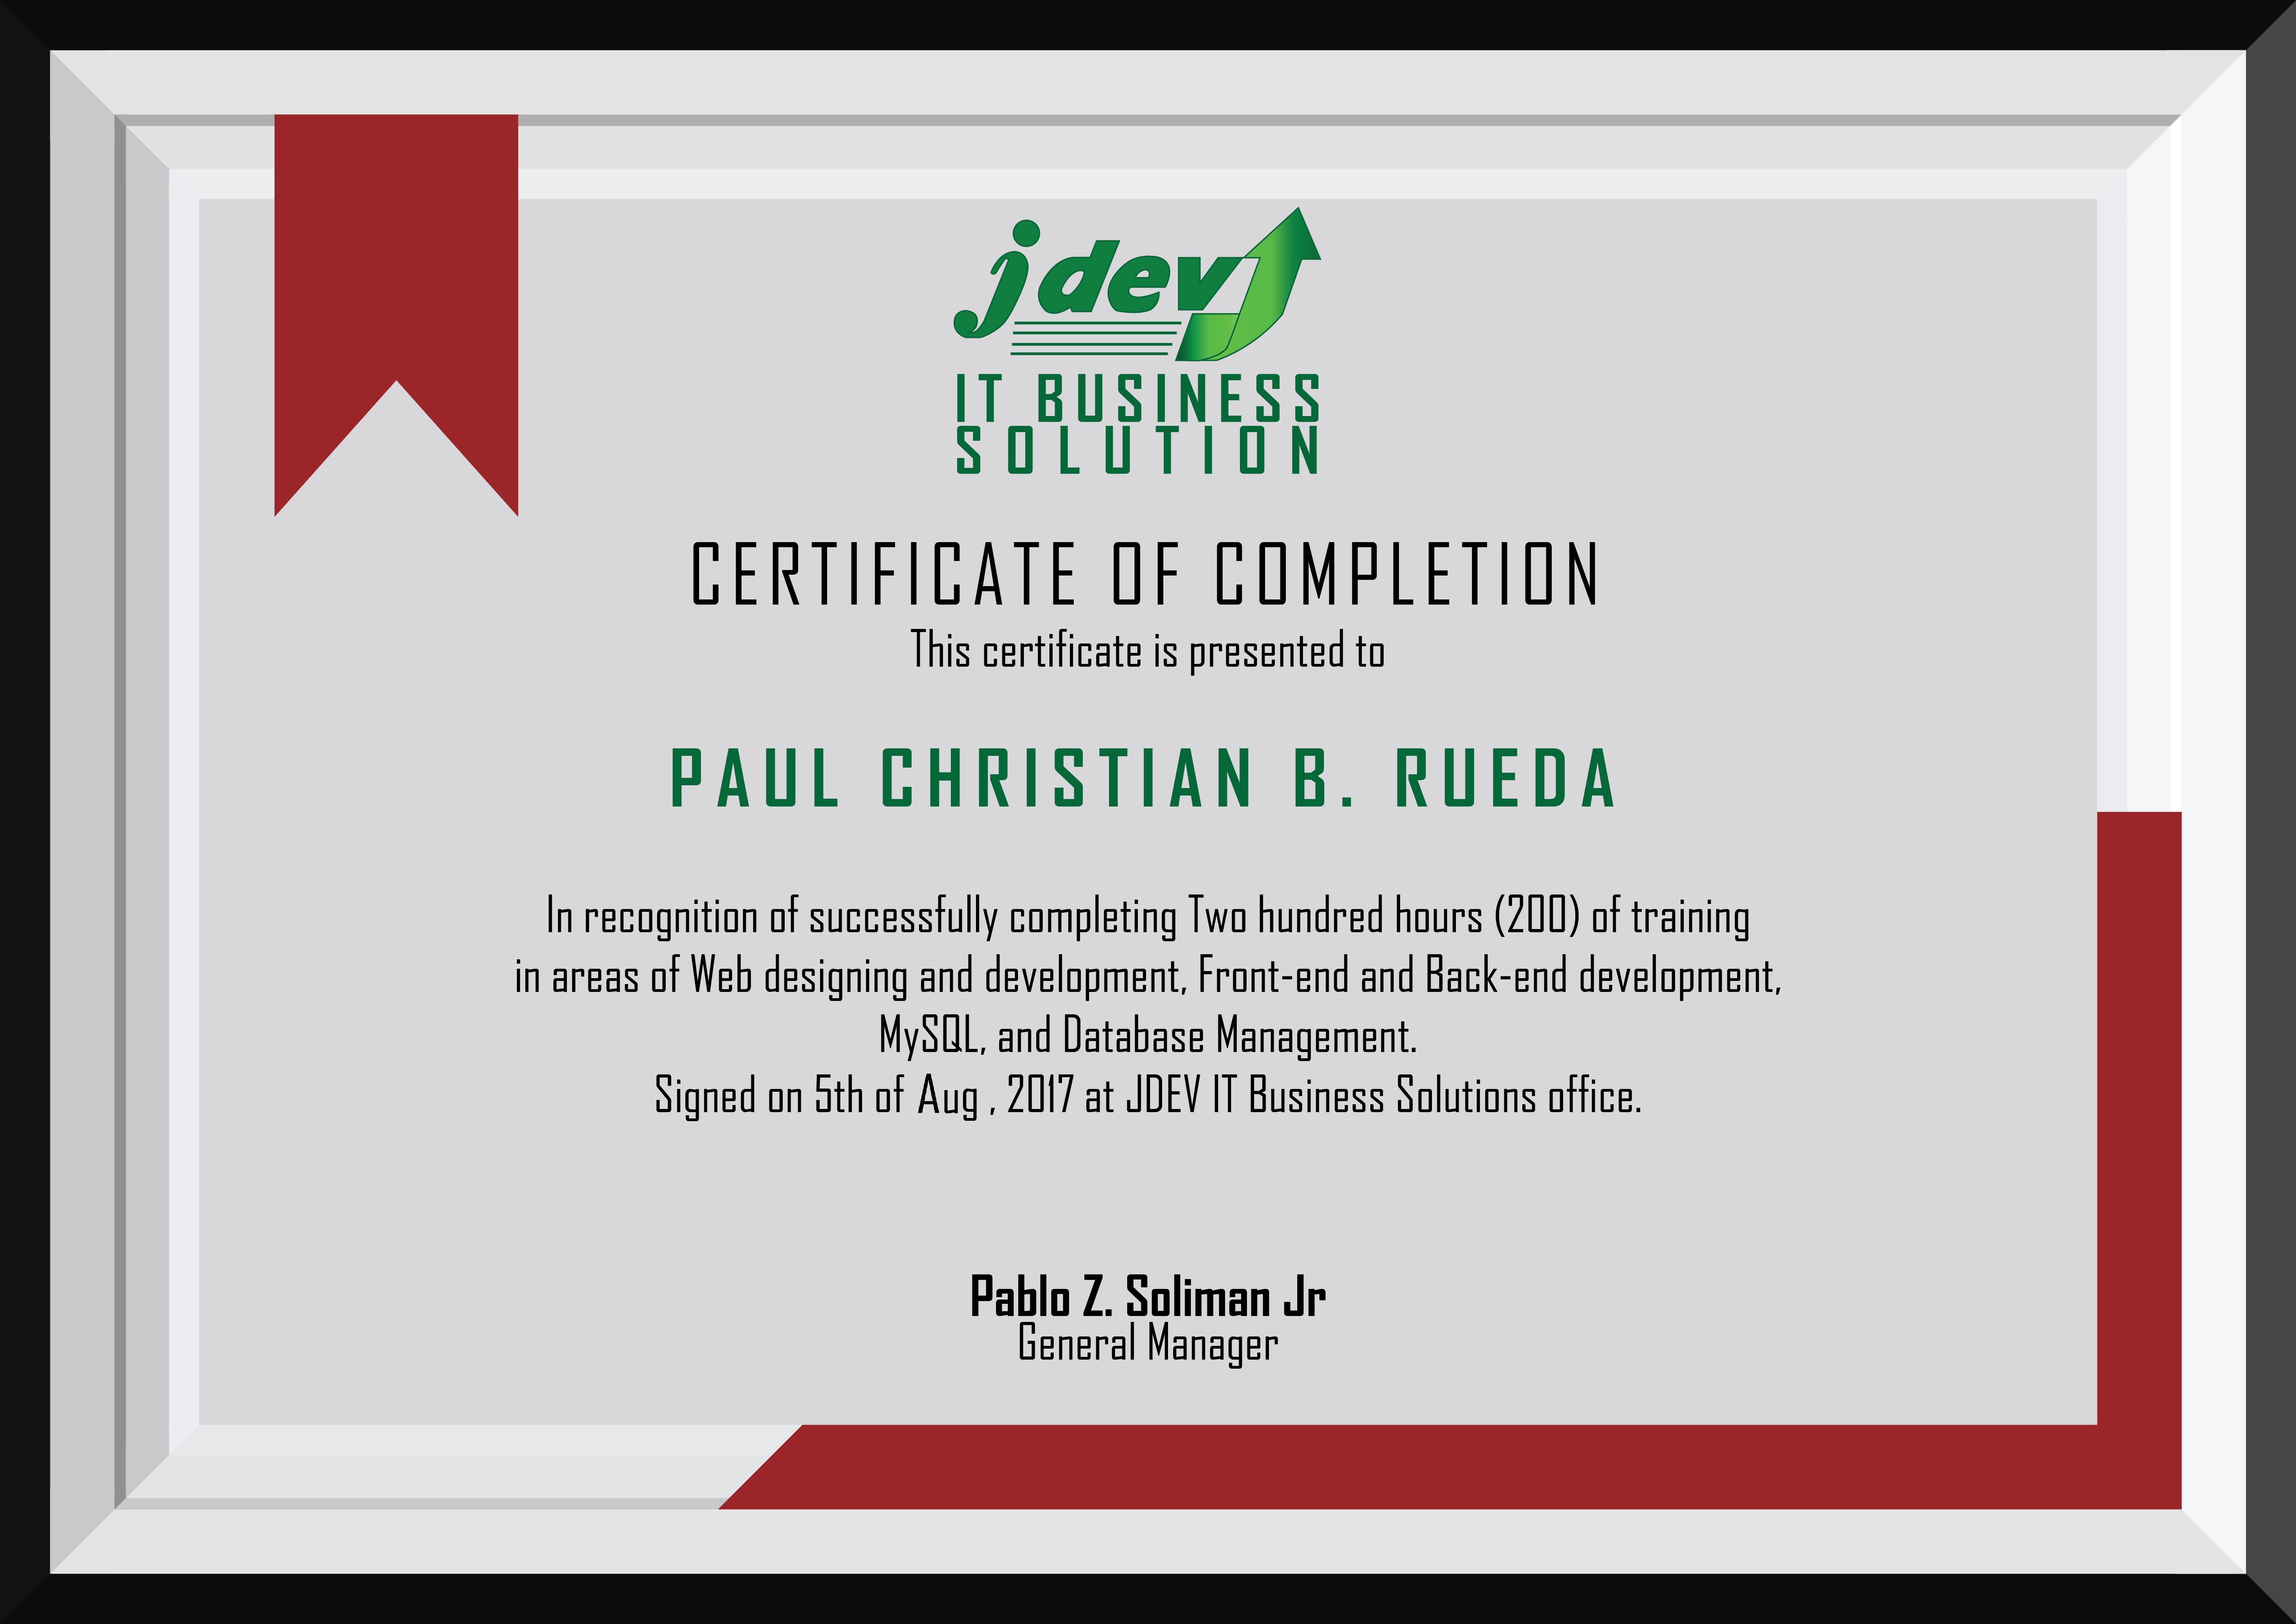 jdev
IT BUSINESS
SOLUTION
CERTIFICATE OF COMPLETION
This certificate is presented to
PAUL CHRISTIAN B. RUEDA
In recognition of successfully completing Two hundred hours (200) of training
in areas of Web designing and development, Front-end and Back-end development,
MySQL, and Database Management.
Signed on 5th of Aug , 2017 at JDEV IT Business Solutions office.
Pablo Z. Soliman Jr
General Manager